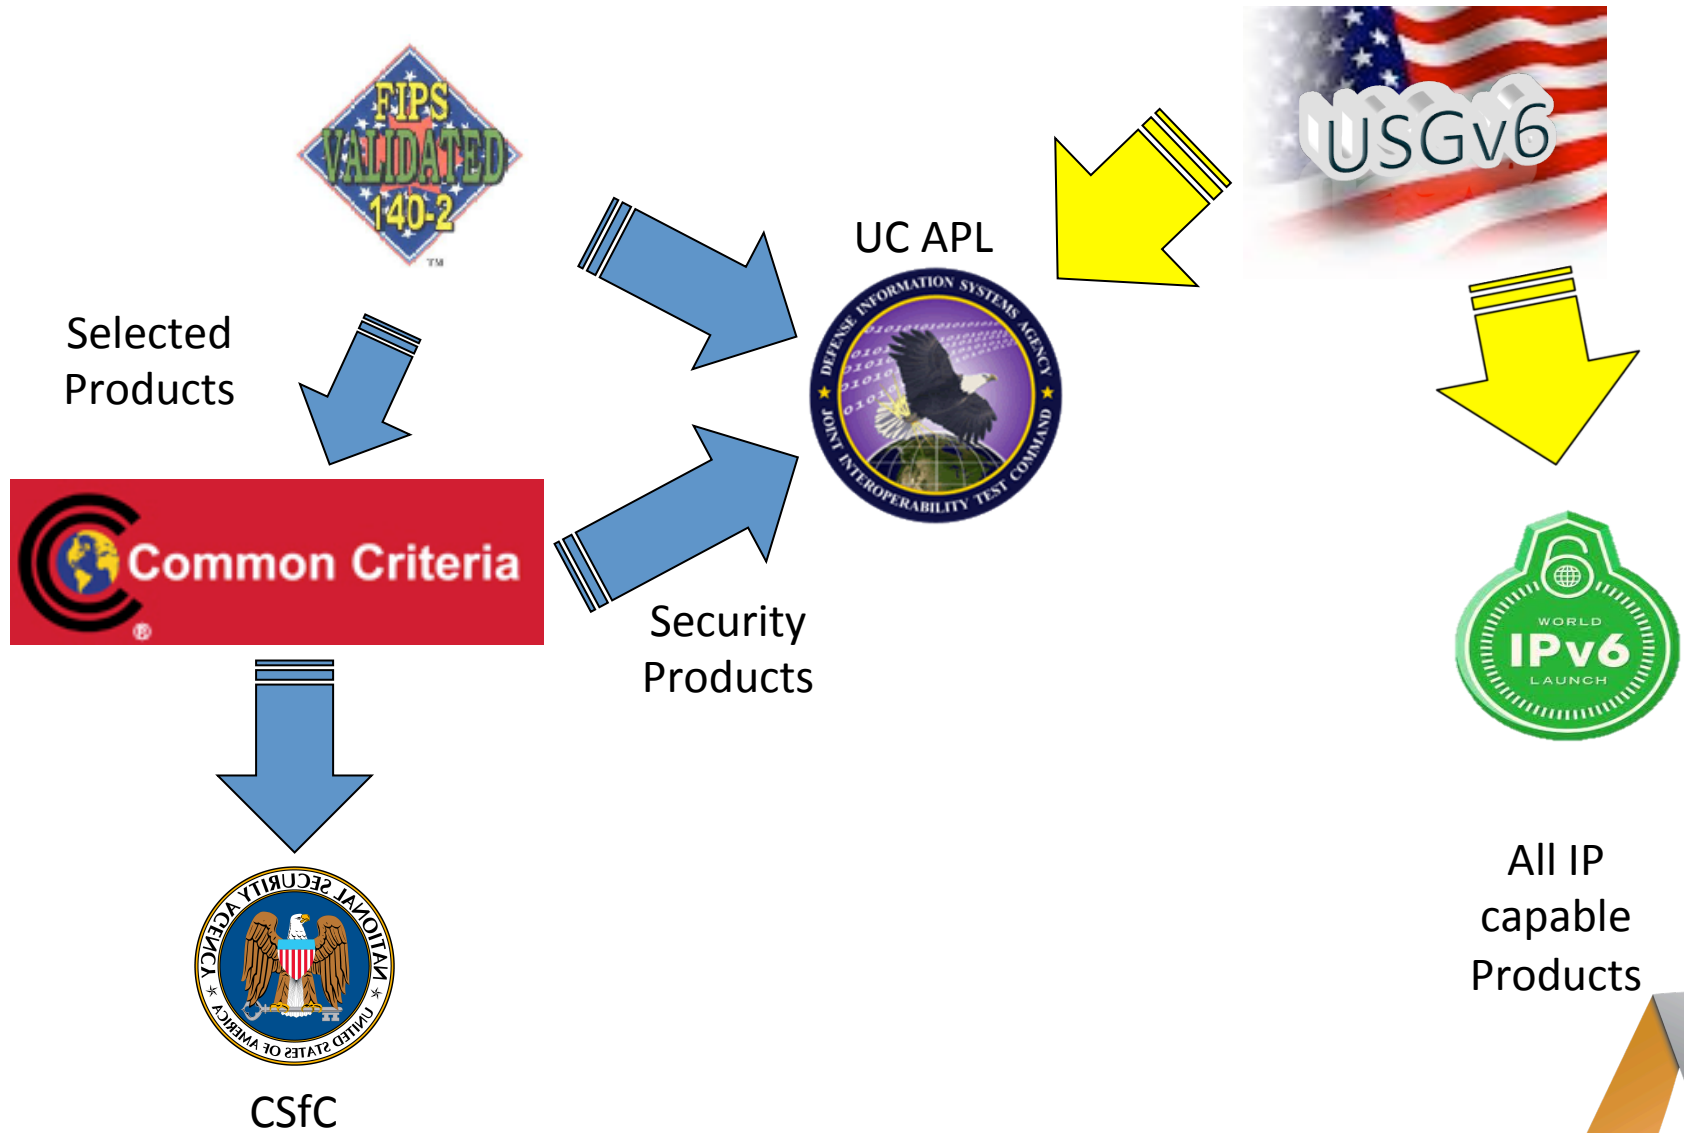 FIPS
VALIDATED
140-2
TM
USGv6
UC APL
DEFENSE INFORMATION SYSTEMS AGENCY
JOINT INTEROPERABILITY TEST COMMAND
Selected
Products
Common Criteria
®
Security
Products
WORLD
IPv6
LAUNCH
NATIONAL SECURITY AGENCY
UNITED STATES OF AMERICA
CSfC
All IP
capable
Products